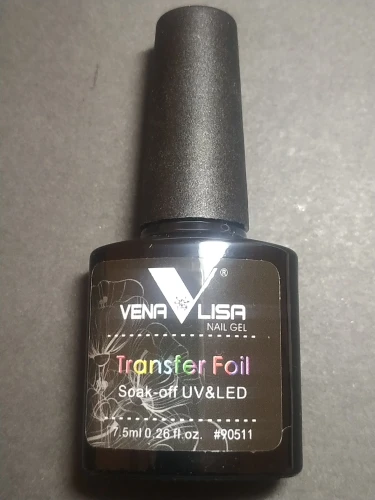 V®
VENA LISA
NAIL GEL
Transfer Foil
Soak-off UV&LED
7.5ml 0.26 fl.oz. #90511